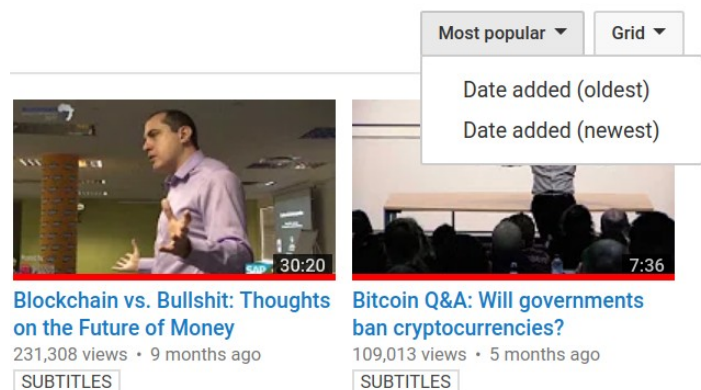 Most popular
Grid
Date added (oldest)
Date added (newest)
SAP
30:20
7:36
Blockchain vs. Bullshit: Thoughts
on the Future of Money
Bitcoin Q&A: Will governments
ban cryptocurrencies?
231,308 views • 9 months ago
109,013 views • 5 months ago
SUBTITLES
SUBTITLES